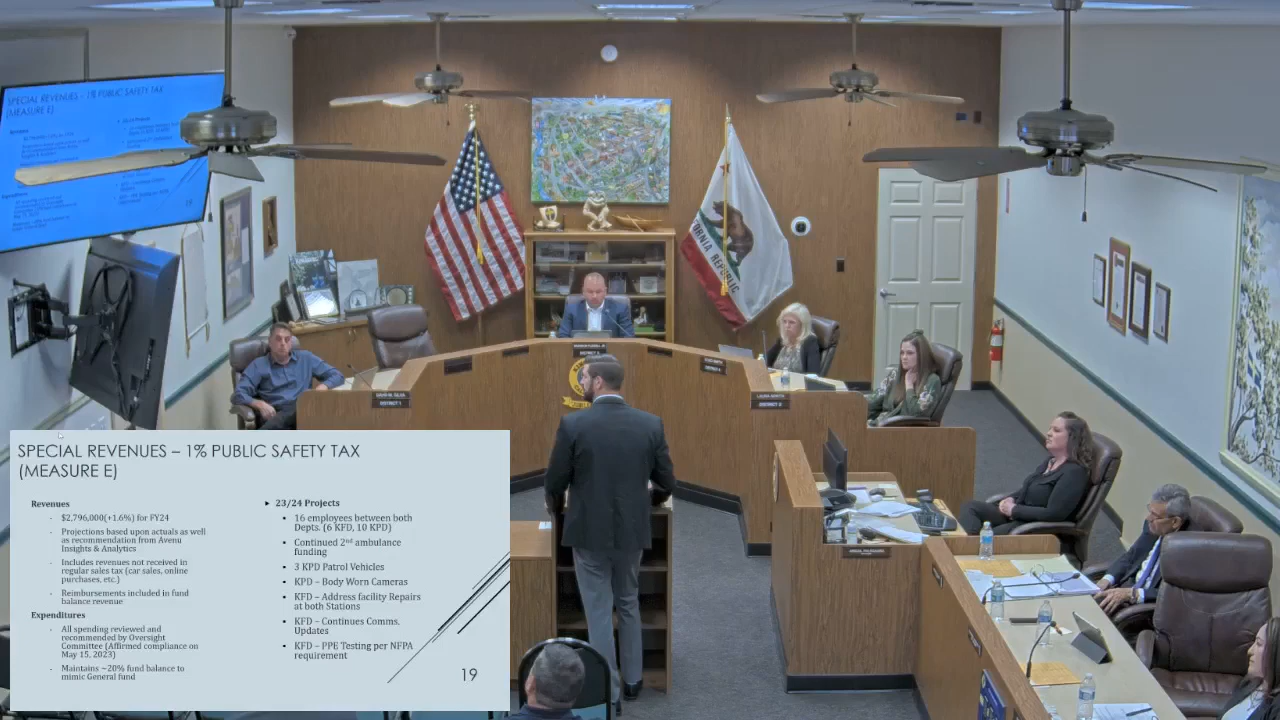 SPECIAL REVENUES – 1% PUBLIC SAFETY TAX
(MEASURE E)
CALIFORNIA REPUBLIC
DISTRICT 1
DISTRICT 2
SPECIAL REVENUES – 1% PUBLIC SAFETY TAX
(MEASURE E)
Revenues
- $2,796,000(+1.6%) for FY24
- Projections based upon actuals as well
as recommendation from Avenu
Insights & Analytics
- Includes revenues not received in
regular sales tax (car sales, online
purchases, etc.)
- Reimbursements included in fund
balance revenue
Expenditures
- All spending reviewed and
recommended by Oversight
Committee (Affirmed compliance on
May 15, 2023)
- Maintains ~20% fund balance to
mimic General fund
▸ 23/24 Projects
▪ 16 employees between both
Depts. (6 KFD, 10 KPD)
▪ Continued 2nd ambulance
funding
▪ 3 KPD Patrol Vehicles
▪ KPD – Body Worn Cameras
▪ KFD – Address facility Repairs
at both Stations
▪ KFD – Continues Comms.
Updates
▪ KFD – PPE Testing per NFPA
requirement
19